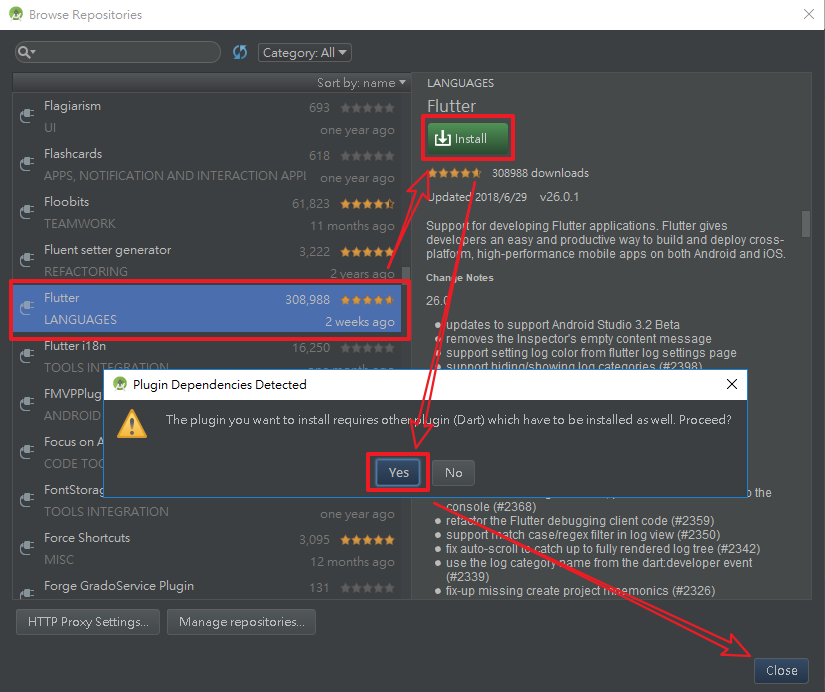 Browse Repositories
Category: All
Sort by: name
Flagiarism 693
UI one year ago
Flashcards 618
APPS, NOTIFICATION AND INTERACTION APPI one year ago
Floobits 61,823
TEAMWORK 11 months ago
Fluent setter generator 3,222
REFACTORING 2 years ago
Flutter 308,988
LANGUAGES 2 weeks ago
Flutter i18n 16,250
TOOLS INTEGRATION
FMVPPlug
ANDROID
Focus on A
CODE TOO
FontStorag
TOOLS INTEGRATION one year ago
Force Shortcuts 3,095
MISC 12 months ago
Forge GradoService Plugin 131
HTTP Proxy Settings...
Manage repositories...
LANGUAGES
Flutter
Install
308988 downloads
Updated 2018/6/29 v26.0.1
Support for developing Flutter applications. Flutter gives
developers an easy and productive way to build and deploy cross-
platform, high-performance mobile apps on both Android and iOS.
Change Notes
26.0
updates to support Android Studio 3.2 Beta
removes the Inspector's empty content message
support setting log color from flutter log settings page
support hiding/showing log categories (#2398)
Plugin Dependencies Detected
The plugin you want to install requires other plugin (Dart) which have to be installed as well. Proceed?
Yes
No
to the
console (#2368)
refactor the Flutter debugging client code (#2359)
support match case/regex filter in log view (#2350)
fix auto-scroll to catch up to fully rendered log tree (#2342)
use the log category name from the dart:developer event
(#2339)
fix-up missing create project mnemonics (#2326)
Close